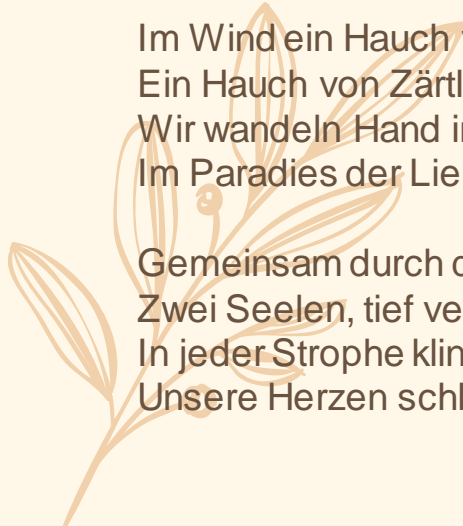 Im Wind ein Hauch
Ein Hauch von Zärtl
Wir wandeln Hand i
Im Paradies der Lie
Gemeinsam durch
Zwei Seelen, tief ve
In jeder Strophe klin
Unsere Herzen schl